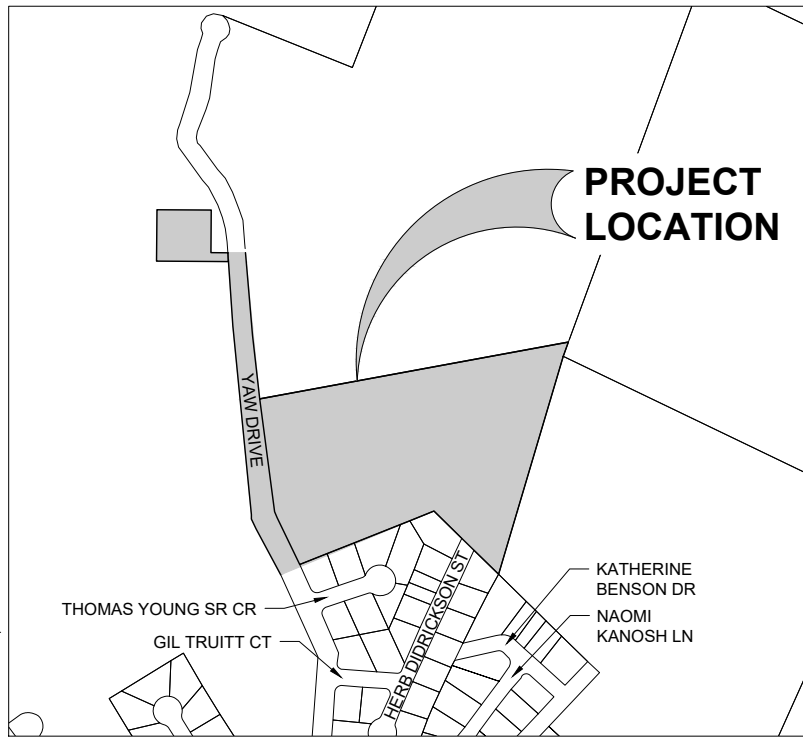 PROJECT
LOCATION
YAW DRIVE
THOMAS YOUNG SR CR
GIL TRUITT CT
HERB DIDRICKSON ST
KATHERINE
BENSON DR
NAOMI
KANOSH LN